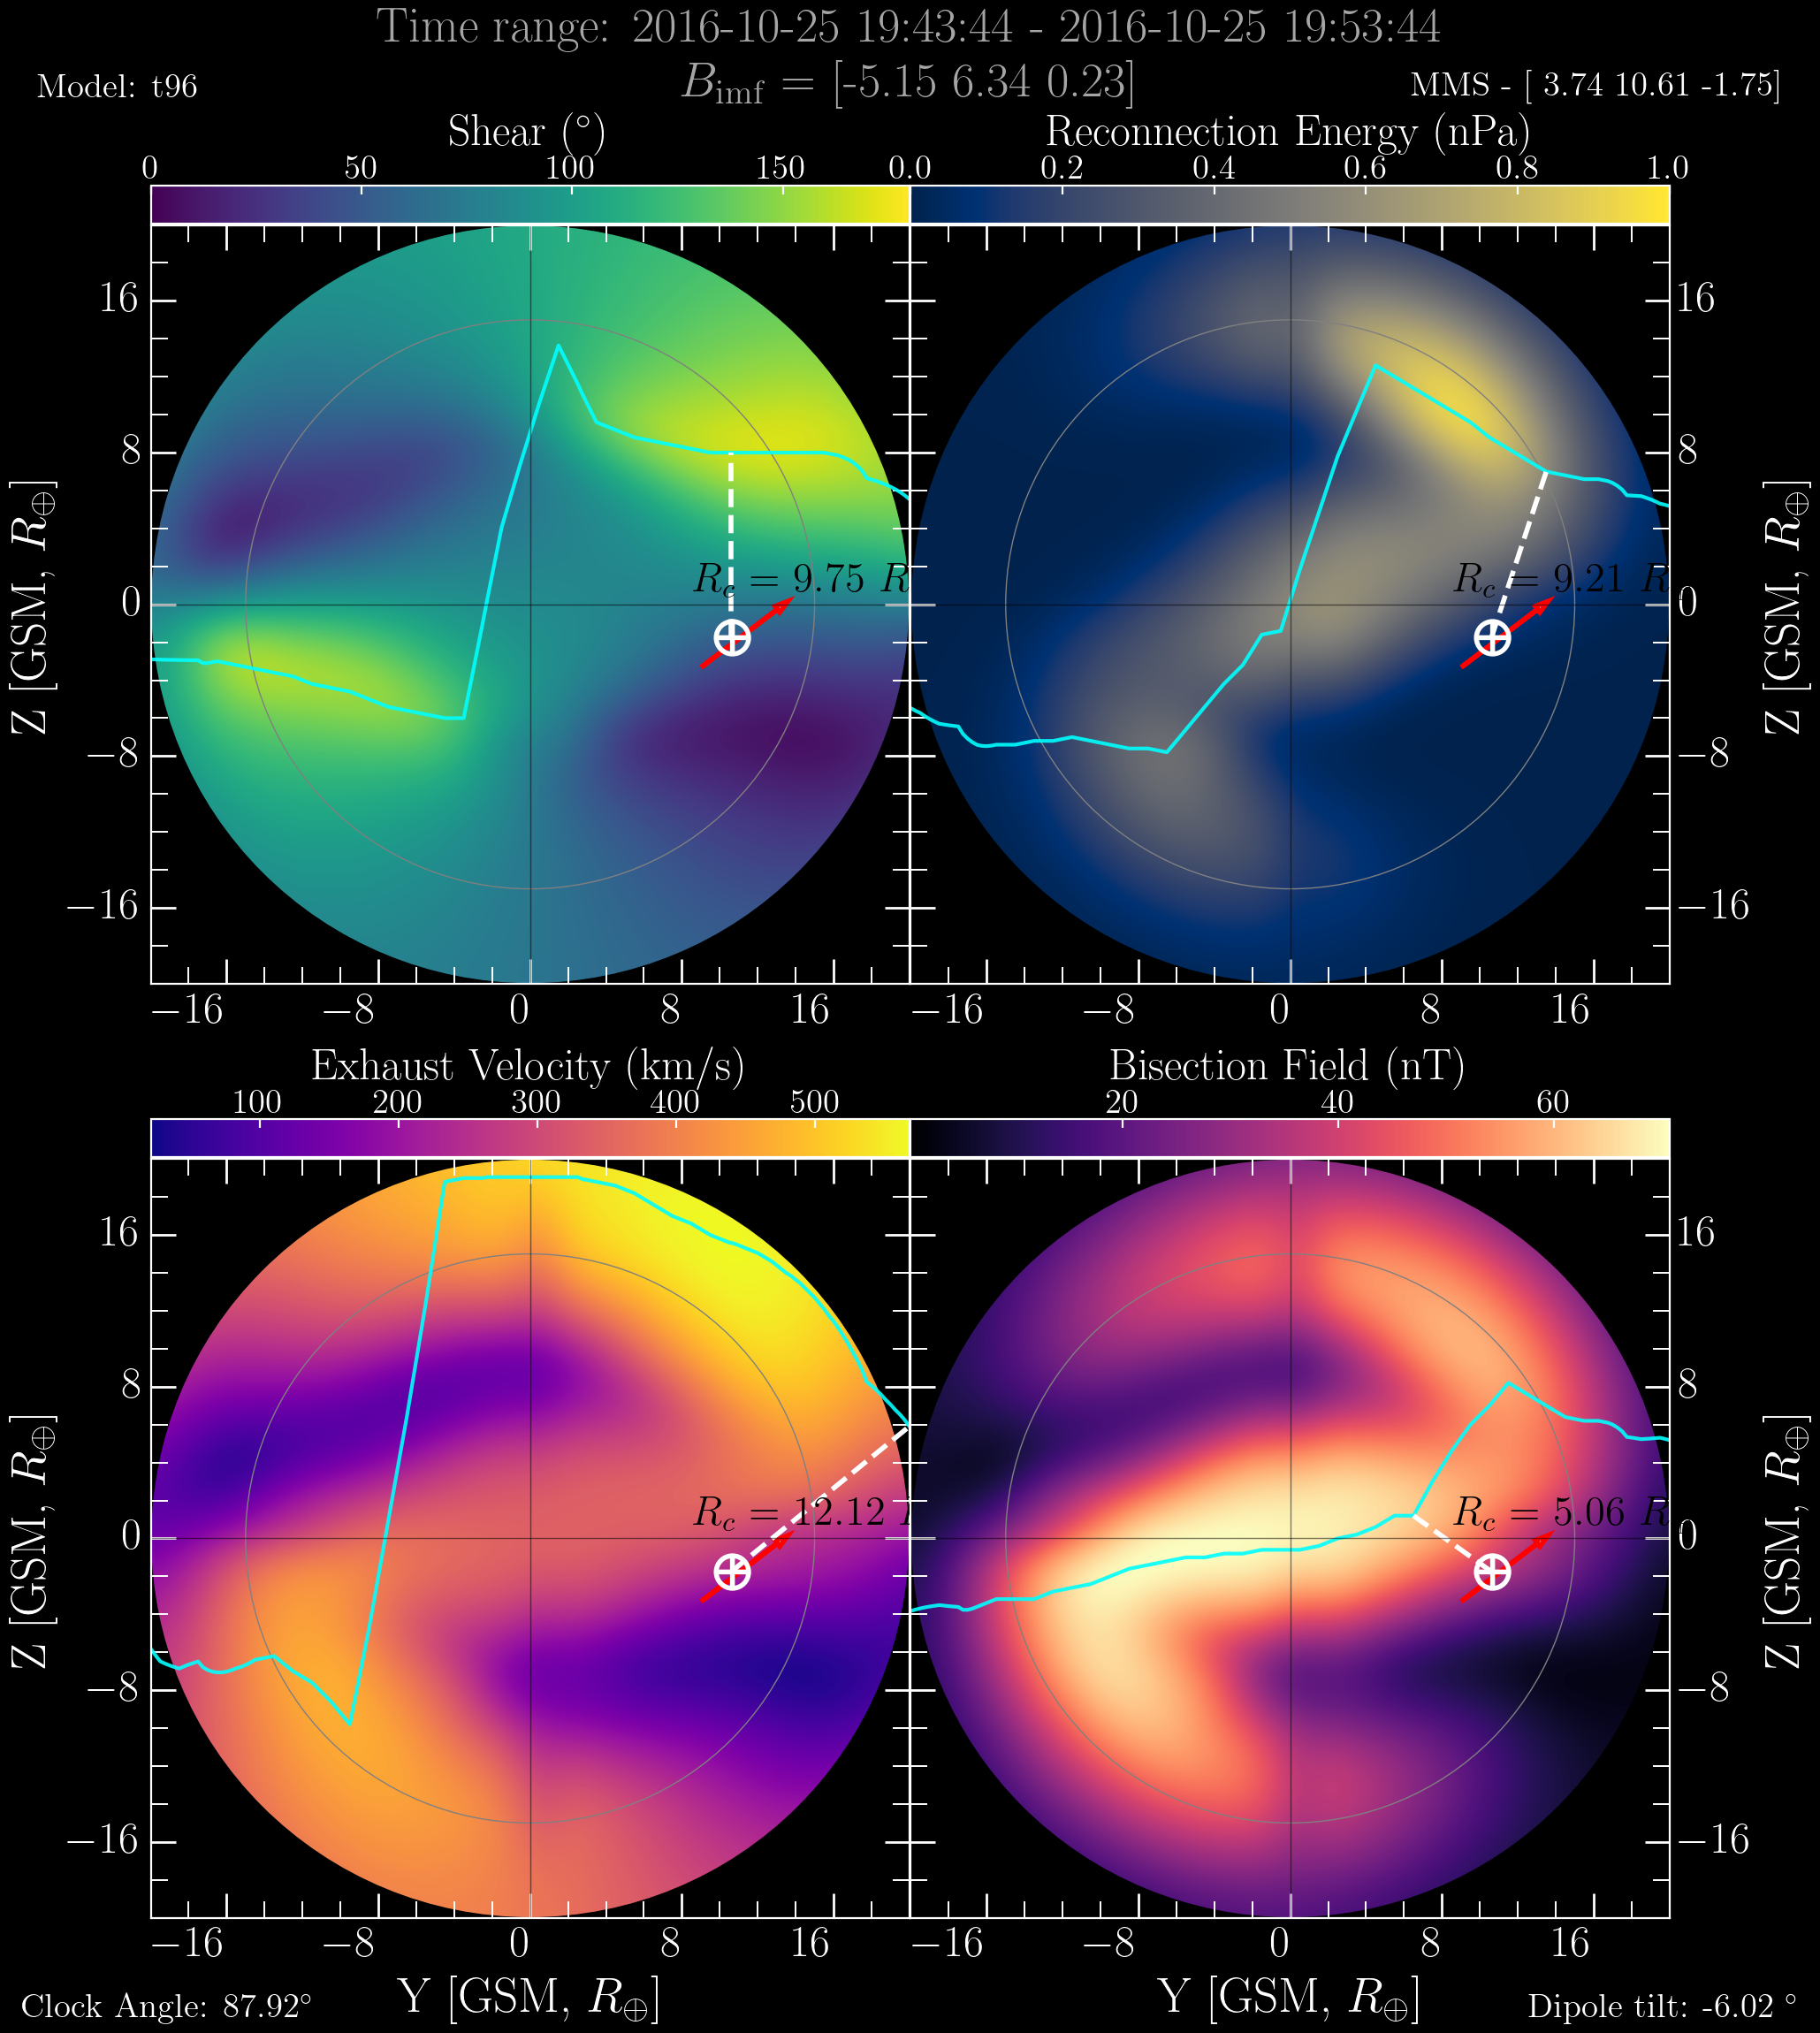 Time range: 2016-10-25 19:43:44 - 2016-10-25 19:53:44
Model: t96
B_imf = [-5.15 6.34 0.23]
MMS - [ 3.74 10.61 -1.75]
Shear (°)
Reconnection Energy (nPa)
0 50 100 150
0.0 0.2 0.4 0.6 0.8 1.0
Z [GSM, R⊕]
16
8
0
−8
−16
R_c = 9.75 R
R_c = 9.21 R
16
8
0
−8
−16
Z [GSM, R⊕]
−16 −8 0 8 16
−16 −8 0 8 16
Exhaust Velocity (km/s)
Bisection Field (nT)
100 200 300 400 500
20 40 60
Z [GSM, R⊕]
16
8
0
−8
−16
R_c = 12.12 R
R_c = 5.06 R
16
8
0
−8
−16
Z [GSM, R⊕]
−16 −8 0 8 16
−16 −8 0 8 16
Y [GSM, R⊕]
Y [GSM, R⊕]
Clock Angle: 87.92°
Dipole tilt: -6.02 °